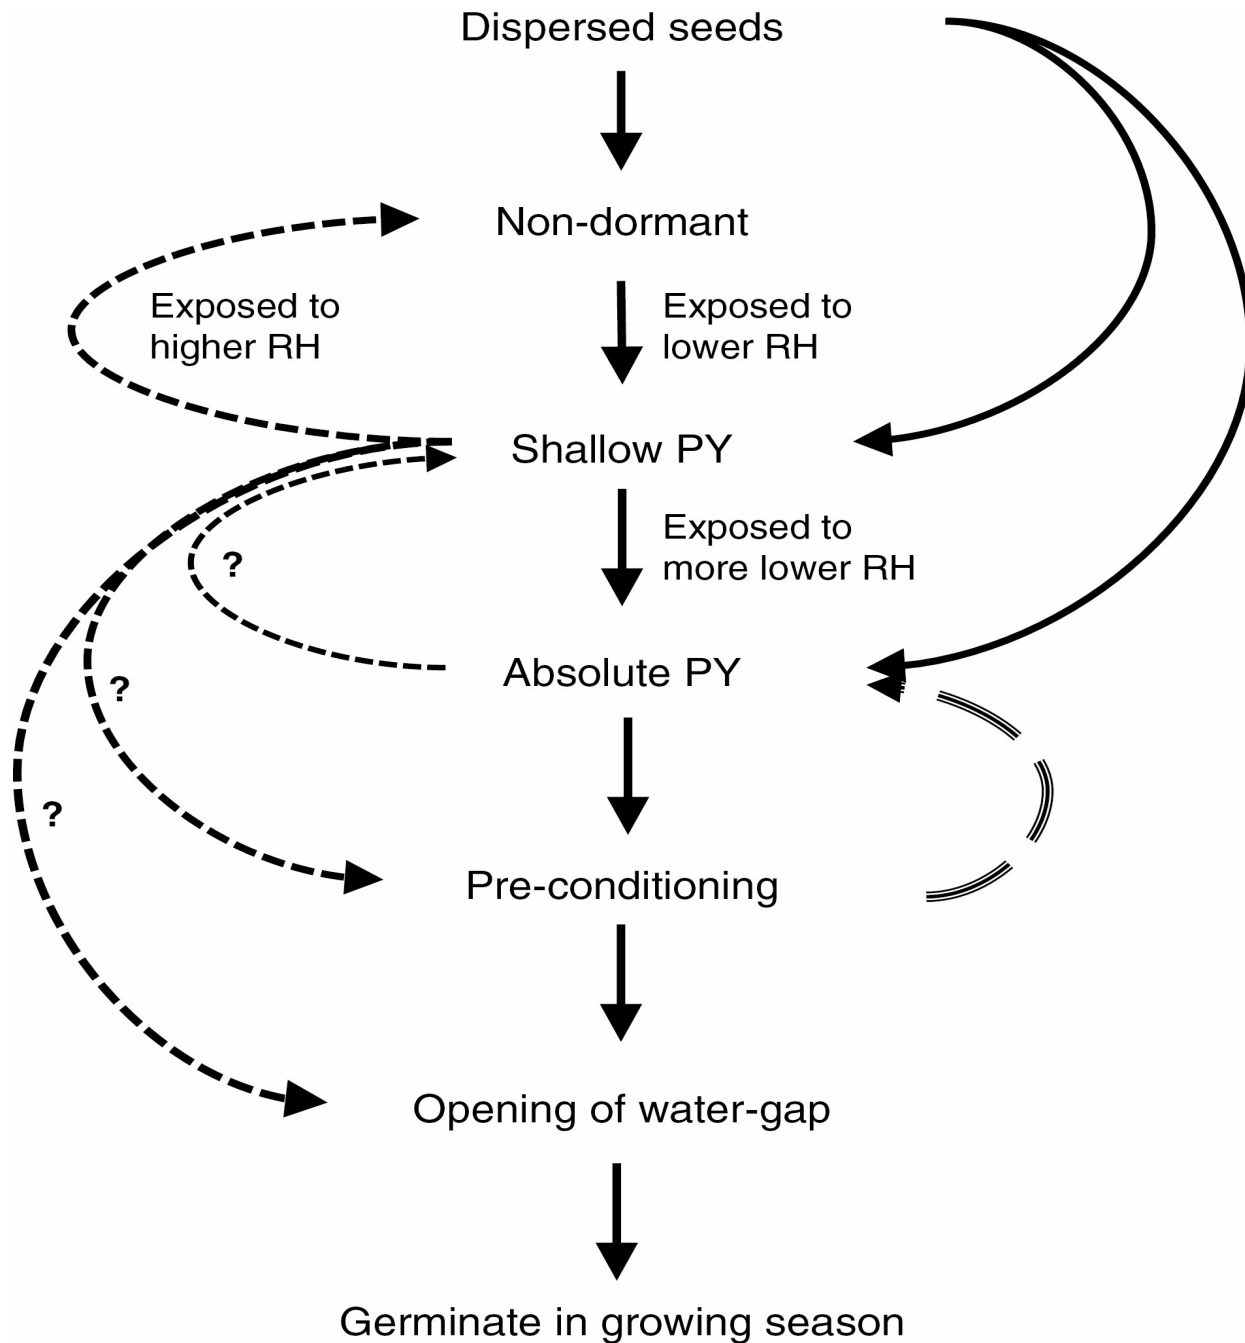 Dispersed seeds
Non-dormant
Exposed to
higher RH
Exposed to
lower RH
Shallow PY
Exposed to
more lower RH
?
Absolute PY
?
?
Pre-conditioning
Opening of water-gap
Germinate in growing season